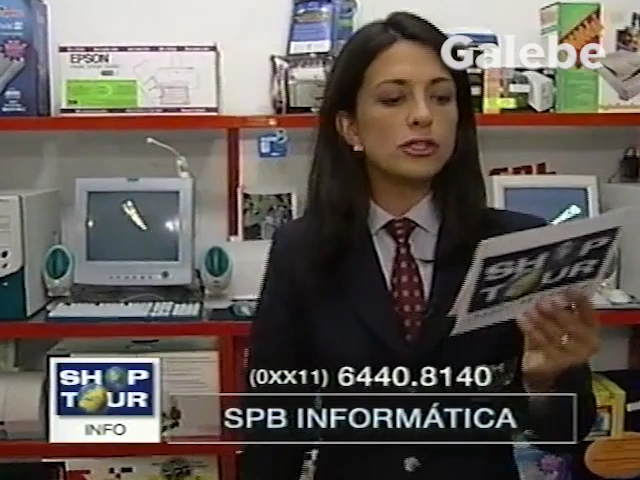 Galebe
EPSON
SHOP
TOUR
(0XX11) 6440.8140
SHOP
TOUR
INFO
SPB INFORMÁTICA